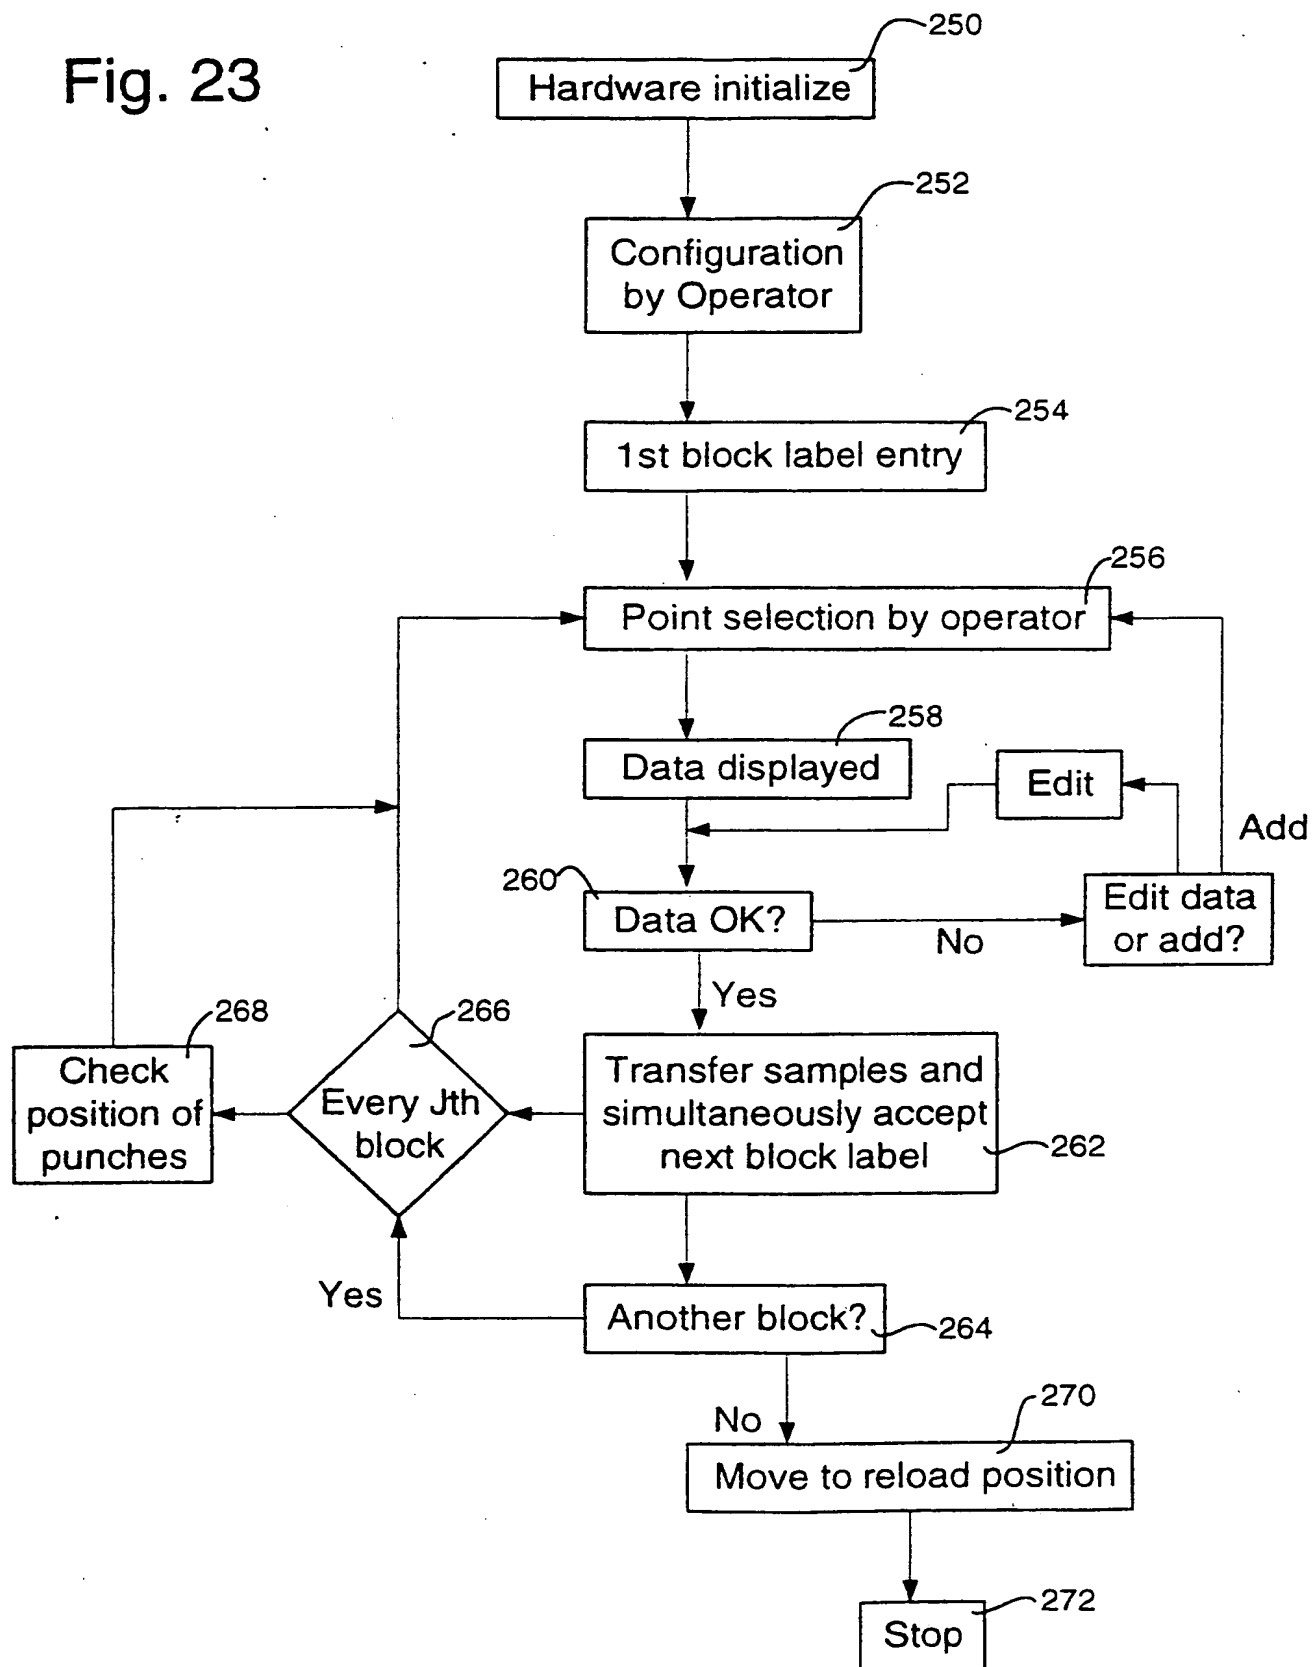 Fig. 23
250
Hardware initialize
252
Configuration
by Operator
254
1st block label entry
256
Point selection by operator
258
Data displayed
Edit
Add
260
Data OK?
No
Edit data
or add?
Yes
268
Check
position of
punches
266
Every Jth
block
Transfer samples and
simultaneously accept
next block label
262
Yes
Another block?
264
No
270
Move to reload position
272
Stop